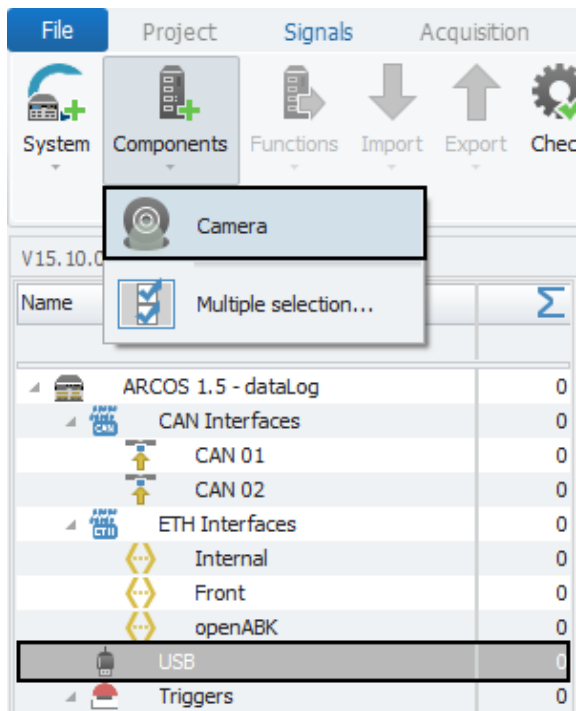 File Project Signals Acquisition
System Components Functions Import Export Chec
Camera
V15.10.0
Name Multiple selection... Σ
ARCOS 1.5 - dataLog 0
CAN Interfaces 0
CAN 01 0
CAN 02 0
ETH Interfaces 0
Internal 0
Front 0
openABK 0
USB 0
Triggers 0